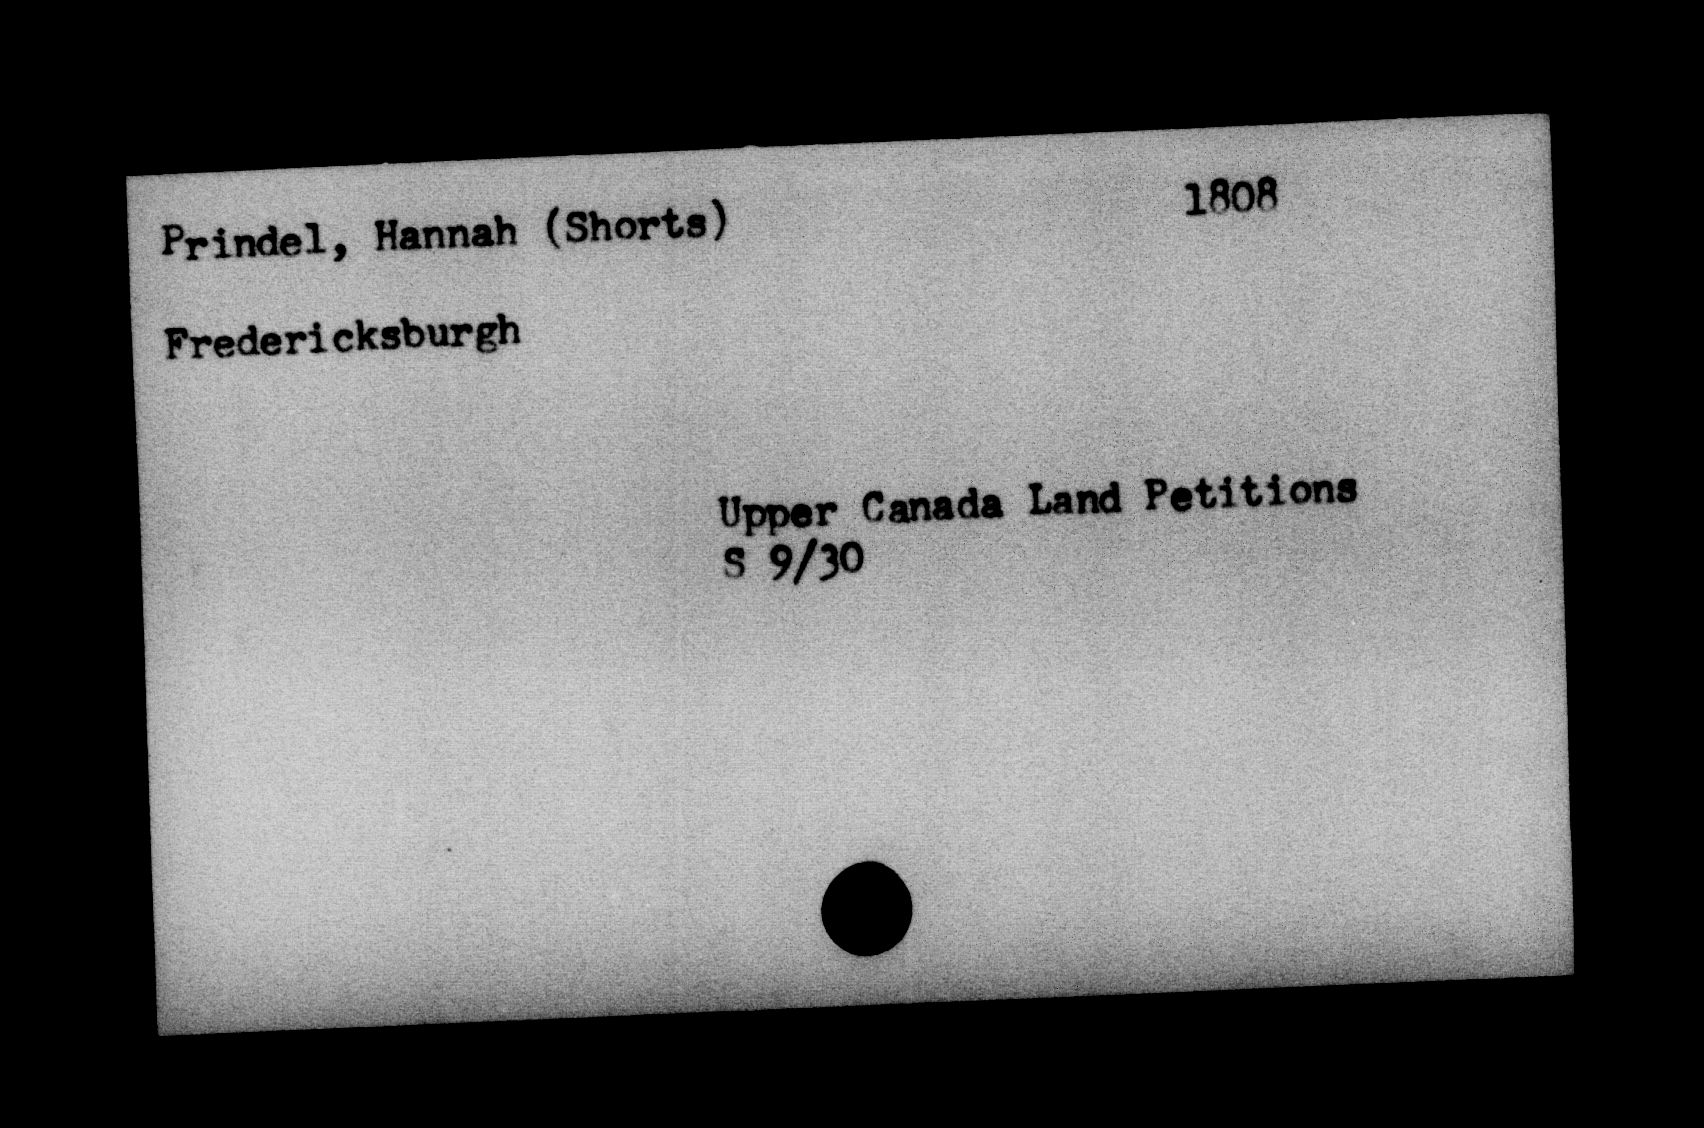 Prindel, Hannah (Shorts) 1808
Fredericksburgh
Upper Canada Land Petitions
S 9/30